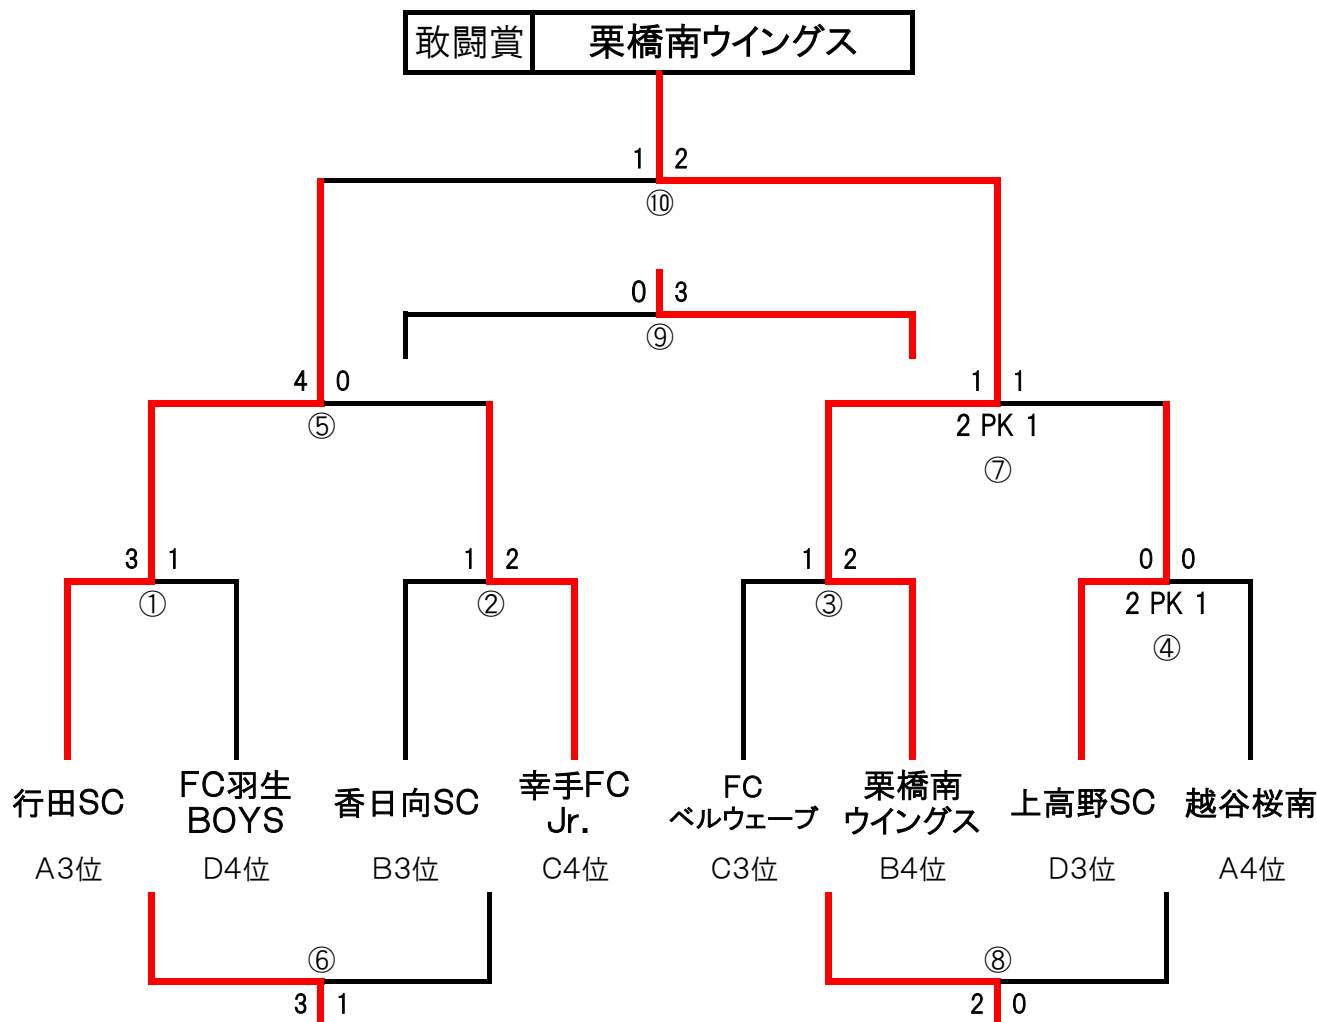 敢闘賞 栗橋南ウイングス
1 2
⑩
0 3
⑨
4 0
⑤
1 1
2 PK 1
⑦
3 1
①
1 2
②
1 2
③
0 0
2 PK 1
④
行田SC
FC羽生
BOYS
香日向SC
幸手FC
Jr.
FC
ベルウェーブ
栗橋南
ウイングス
上高野SC
越谷桜南
A3位 D4位 B3位 C4位 C3位 B4位 D3位 A4位
⑥
3 1
⑧
2 0